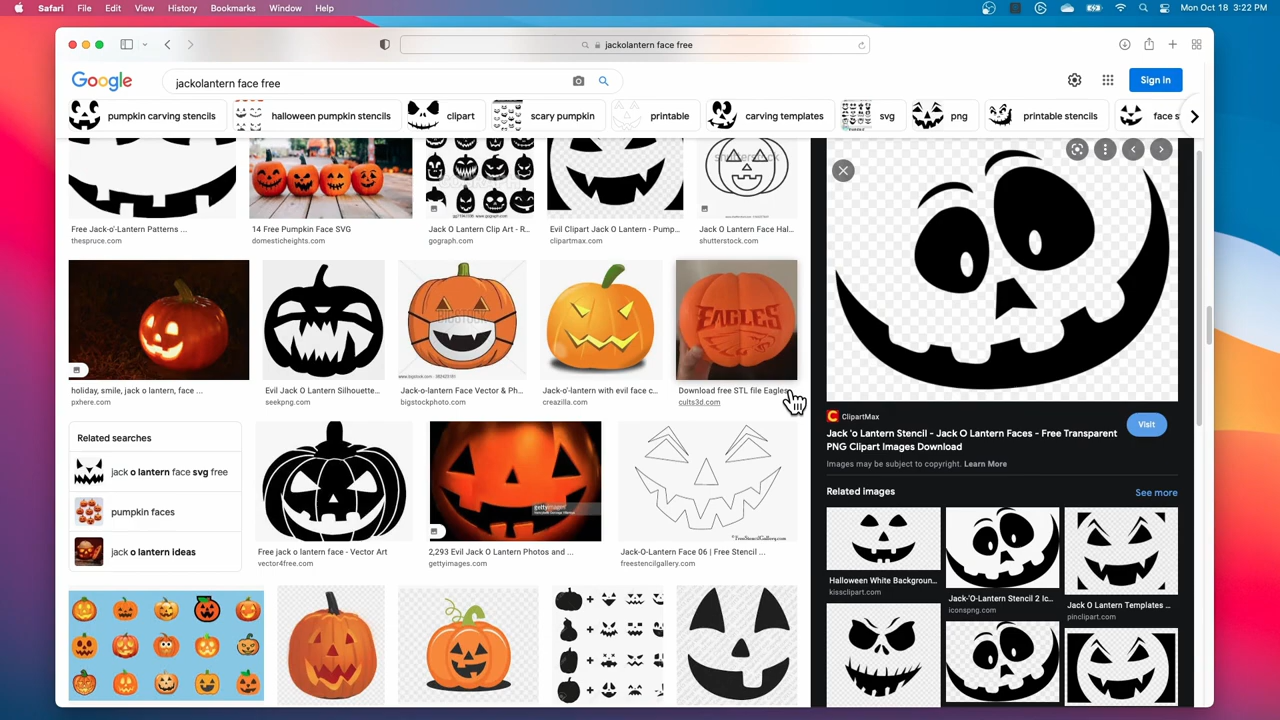 Safari File Edit View History Bookmarks Window Help
Mon Oct 18 3:22 PM
jackolantern face free
Google
jackolantern face free
Sign in
pumpkin carving stencils
halloween pumpkin stencils
clipart
scary pumpkin
printable
carving templates
svg
png
printable stencils
face s
Free Jack-o'-Lantern Patterns ...
thespruce.com
14 Free Pumpkin Face SVG
domesticheights.com
Jack O Lantern Clip Art - R...
gograph.com
Evil Clipart Jack O Lantern - Pump...
clipartmax.com
shutterstock
Jack O Lantern Face Hal...
shutterstock.com
holiday, smile, jack o lantern, face ...
pxhere.com
Evil Jack O Lantern Silhouette...
seekpng.com
BIGSTOCK
Jack-o-lantern Face Vector & Ph...
bigstockphoto.com
Jack-o'-lantern with evil face c...
creazilla.com
EAGLES
Download free STL file Eagles
cults3d.com
Related searches
jack o lantern face svg free
pumpkin faces
jack o lantern ideas
Free jack o lantern face - Vector Art
vector4free.com
gettyimages
2,293 Evil Jack O Lantern Photos and ...
gettyimages.com
©FreeStencilGallery.com
Jack-O-Lantern Face 06 | Free Stencil ...
freestencilgallery.com
ClipartMax
Jack 'o Lantern Stencil - Jack O Lantern Faces - Free Transparent
PNG Clipart Images Download
Visit
Images may be subject to copyright. Learn More
Related images
See more
Halloween White Backgroun...
kissclipart.com
Jack-'O-Lantern Stencil 2 Ic...
iconspng.com
Jack O Lantern Templates ...
pinclipart.com